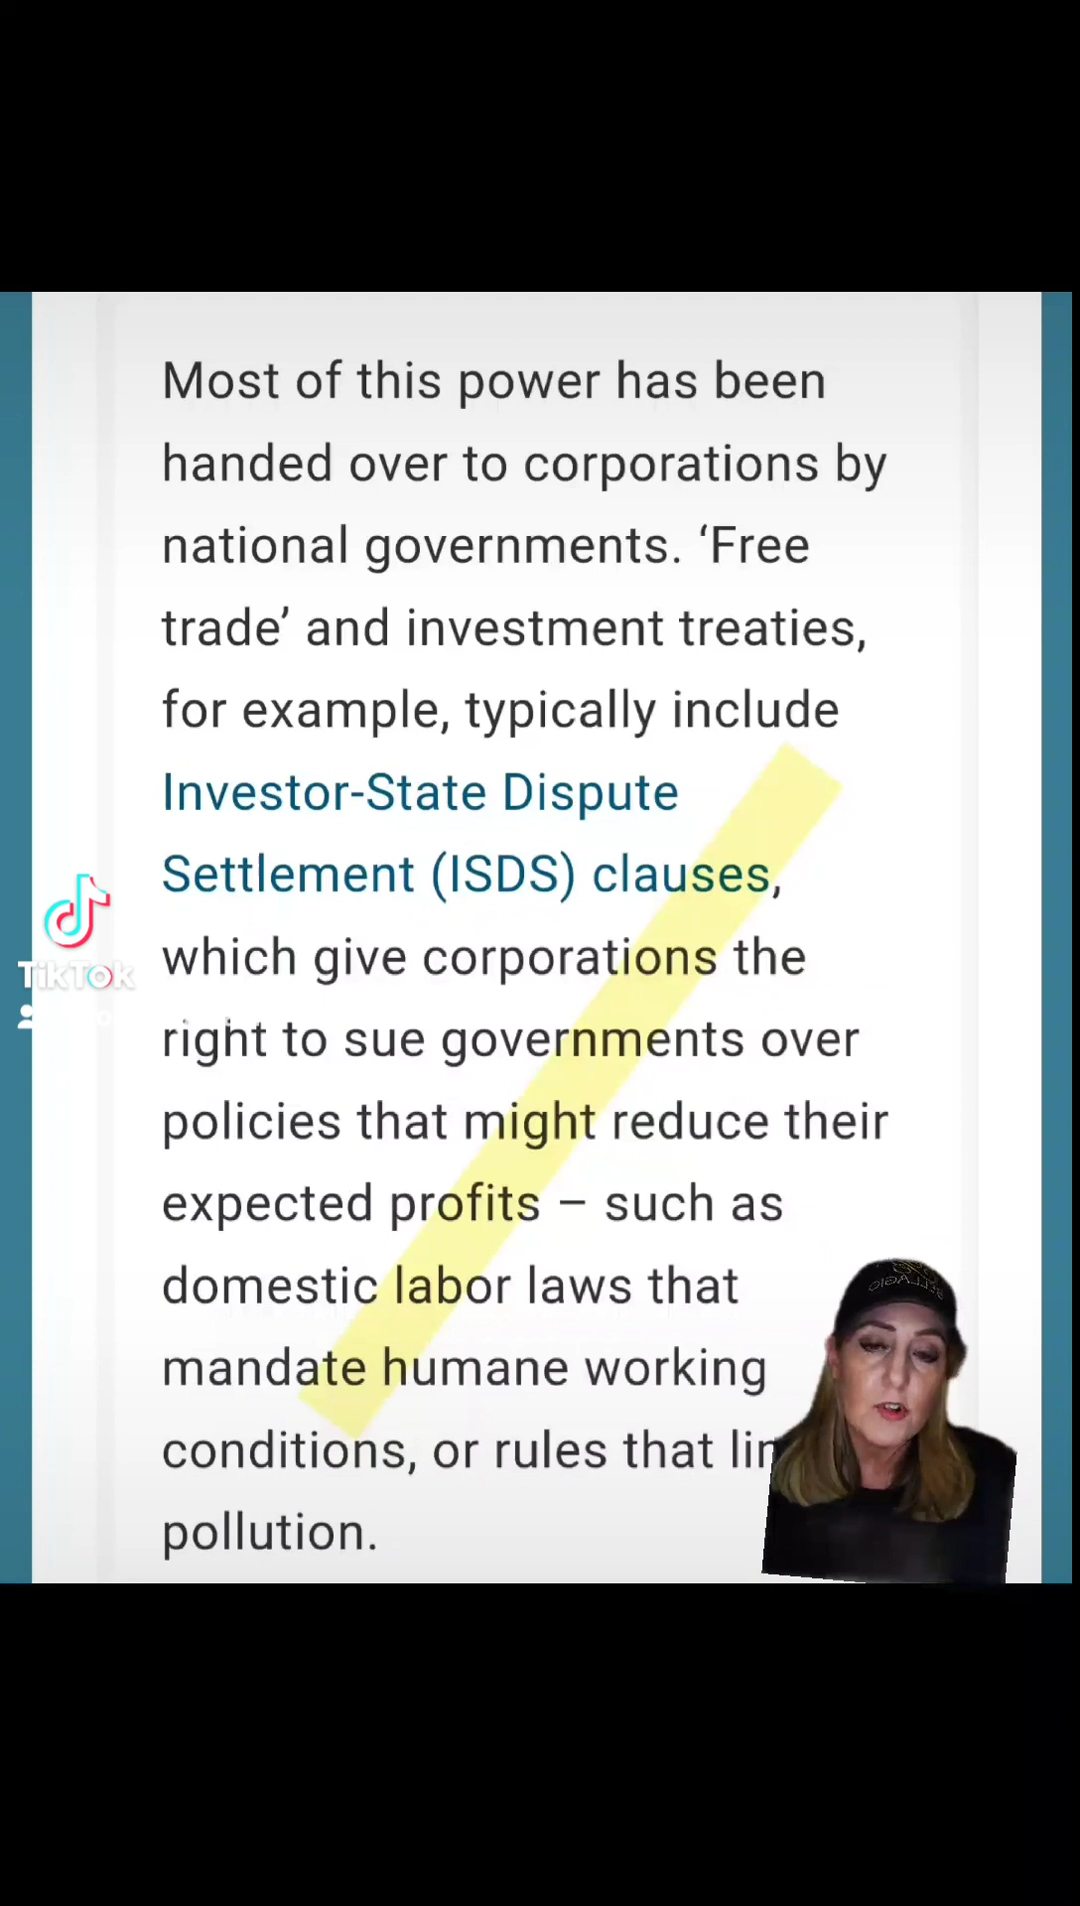 Most of this power has been
handed over to corporations by
national governments. ‘Free
trade’ and investment treaties,
for example, typically include
Investor-State Dispute
Settlement (ISDS) clauses,
which give corporations the
right to sue governments over
policies that might reduce their
expected profits – such as
domestic labor laws that
mandate humane working
conditions, or rules that
pollution.
TikTok